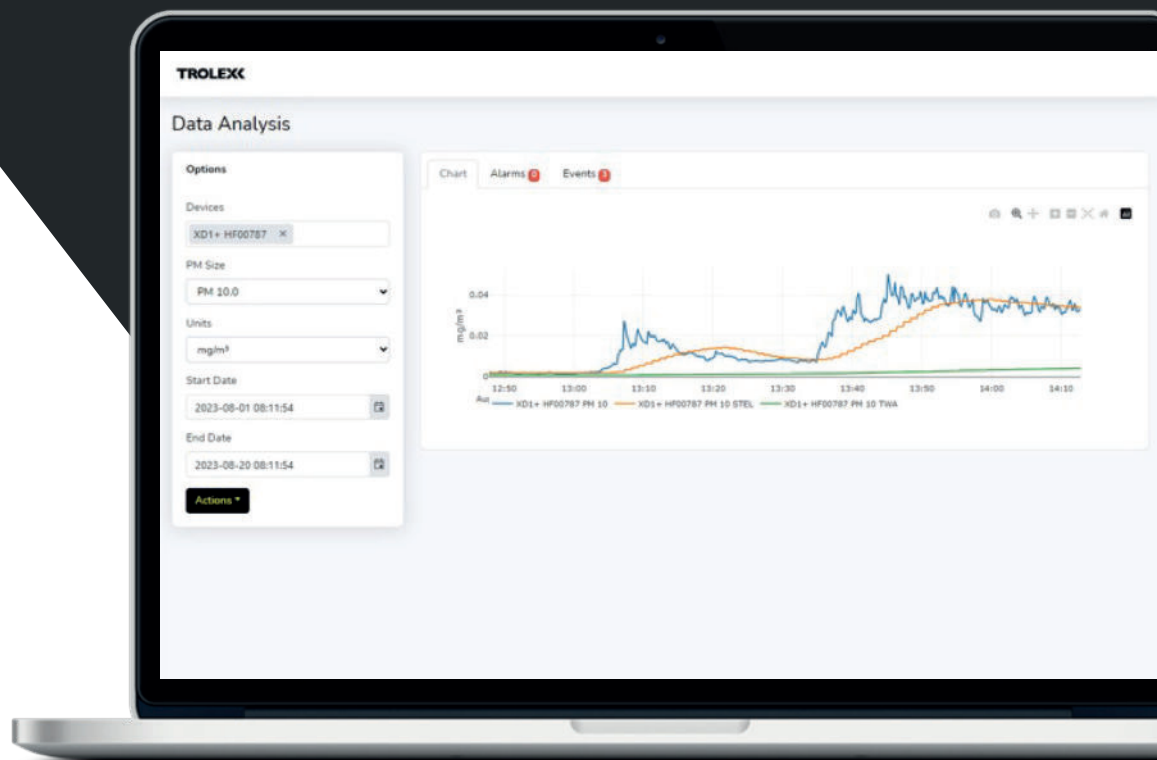 TROLEX
Data Analysis
Options
Devices
XD1+ HF00787 ×
PM Size
PM 10.0
Units
mg/m³
Start Date
2023-08-01 08:11:54
End Date
2023-08-20 08:11:54
Actions
Chart Alarms 0 Events 3
mg/m³
0.04
0.02
0
12:50 13:00 13:10 13:20 13:30 13:40 13:50 14:00 14:10
XD1+ HF00787 PM 10 XD1+ HF00787 PM 10 STEL XD1+ HF00787 PM 10 TWA